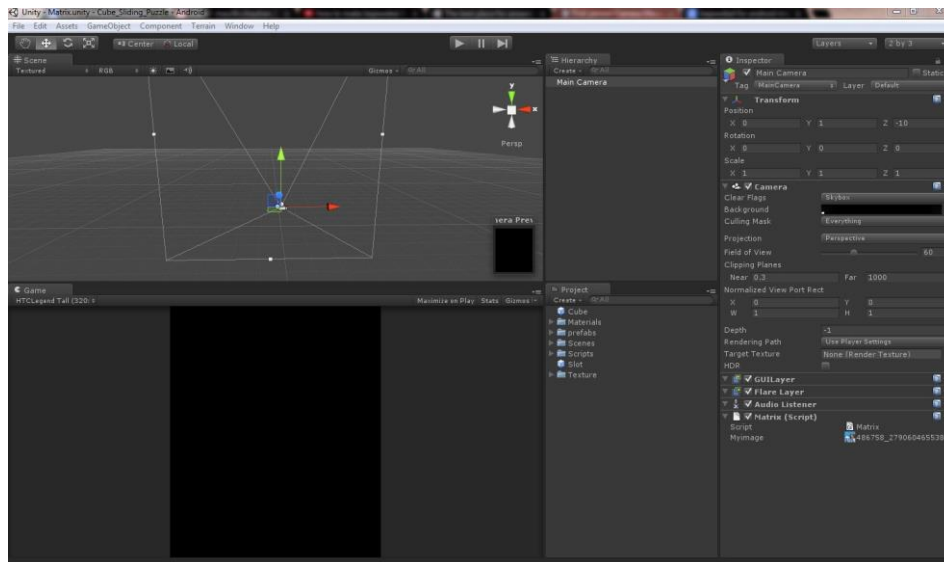 Unity - Matrix.unity - Cube_Sliding_Puzzle - Android
File Edit Assets GameObject Component Terrain Window Help
Center Local
Layers 2 by 3
Scene
Textured RGB Gizmos All
y
x
Persp
nera Prev
Game
HTCLegend Tall (320: Maximize on Play Stats Gizmos
Hierarchy
Create All
Main Camera
Project
Create All
Cube
Materials
prefabs
Scenes
Scripts
Slot
Texture
Inspector
Main Camera Static
Tag MainCamera Layer Default
Transform
Position
X 0 Y 1 Z -10
Rotation
X 0 Y 0 Z 0
Scale
X 1 Y 1 Z 1
Camera
Clear Flags Skybox
Background
Culling Mask Everything
Projection Perspective
Field of View 60
Clipping Planes
Near 0.3 Far 1000
Normalized View Port Rect
X 0 Y 0
W 1 H 1
Depth -1
Rendering Path Use Player Settings
Target Texture None (Render Texture)
HDR
GUILayer
Flare Layer
Audio Listener
Matrix (Script)
Script Matrix
Myimage 486758_279068465538